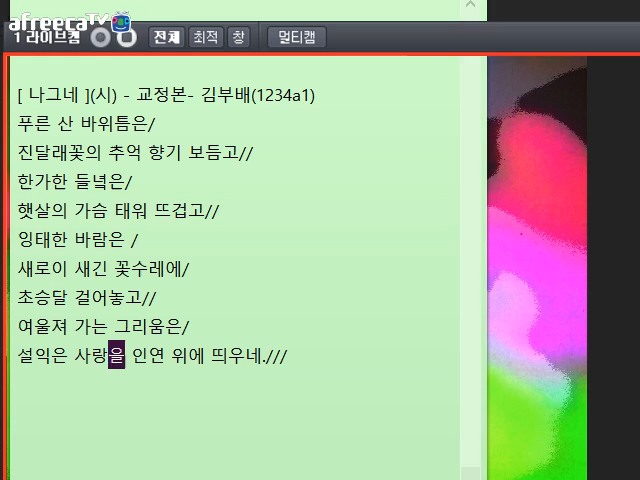 afreecaTV
1 라이브캠
전체 최적 창 멀티캠
[ 나그네 ](시) - 교정본- 김부배(1234a1)
푸른 산 바위틈은/
진달래꽃의 추억 향기 보듬고//
한가한 들녘은/
햇살의 가슴 태워 뜨겁고//
잉태한 바람은 /
새로이 새긴 꽃수레에/
초승달 걸어놓고//
여울져 가는 그리움은/
설익은 사랑을 인연 위에 띄우네.///